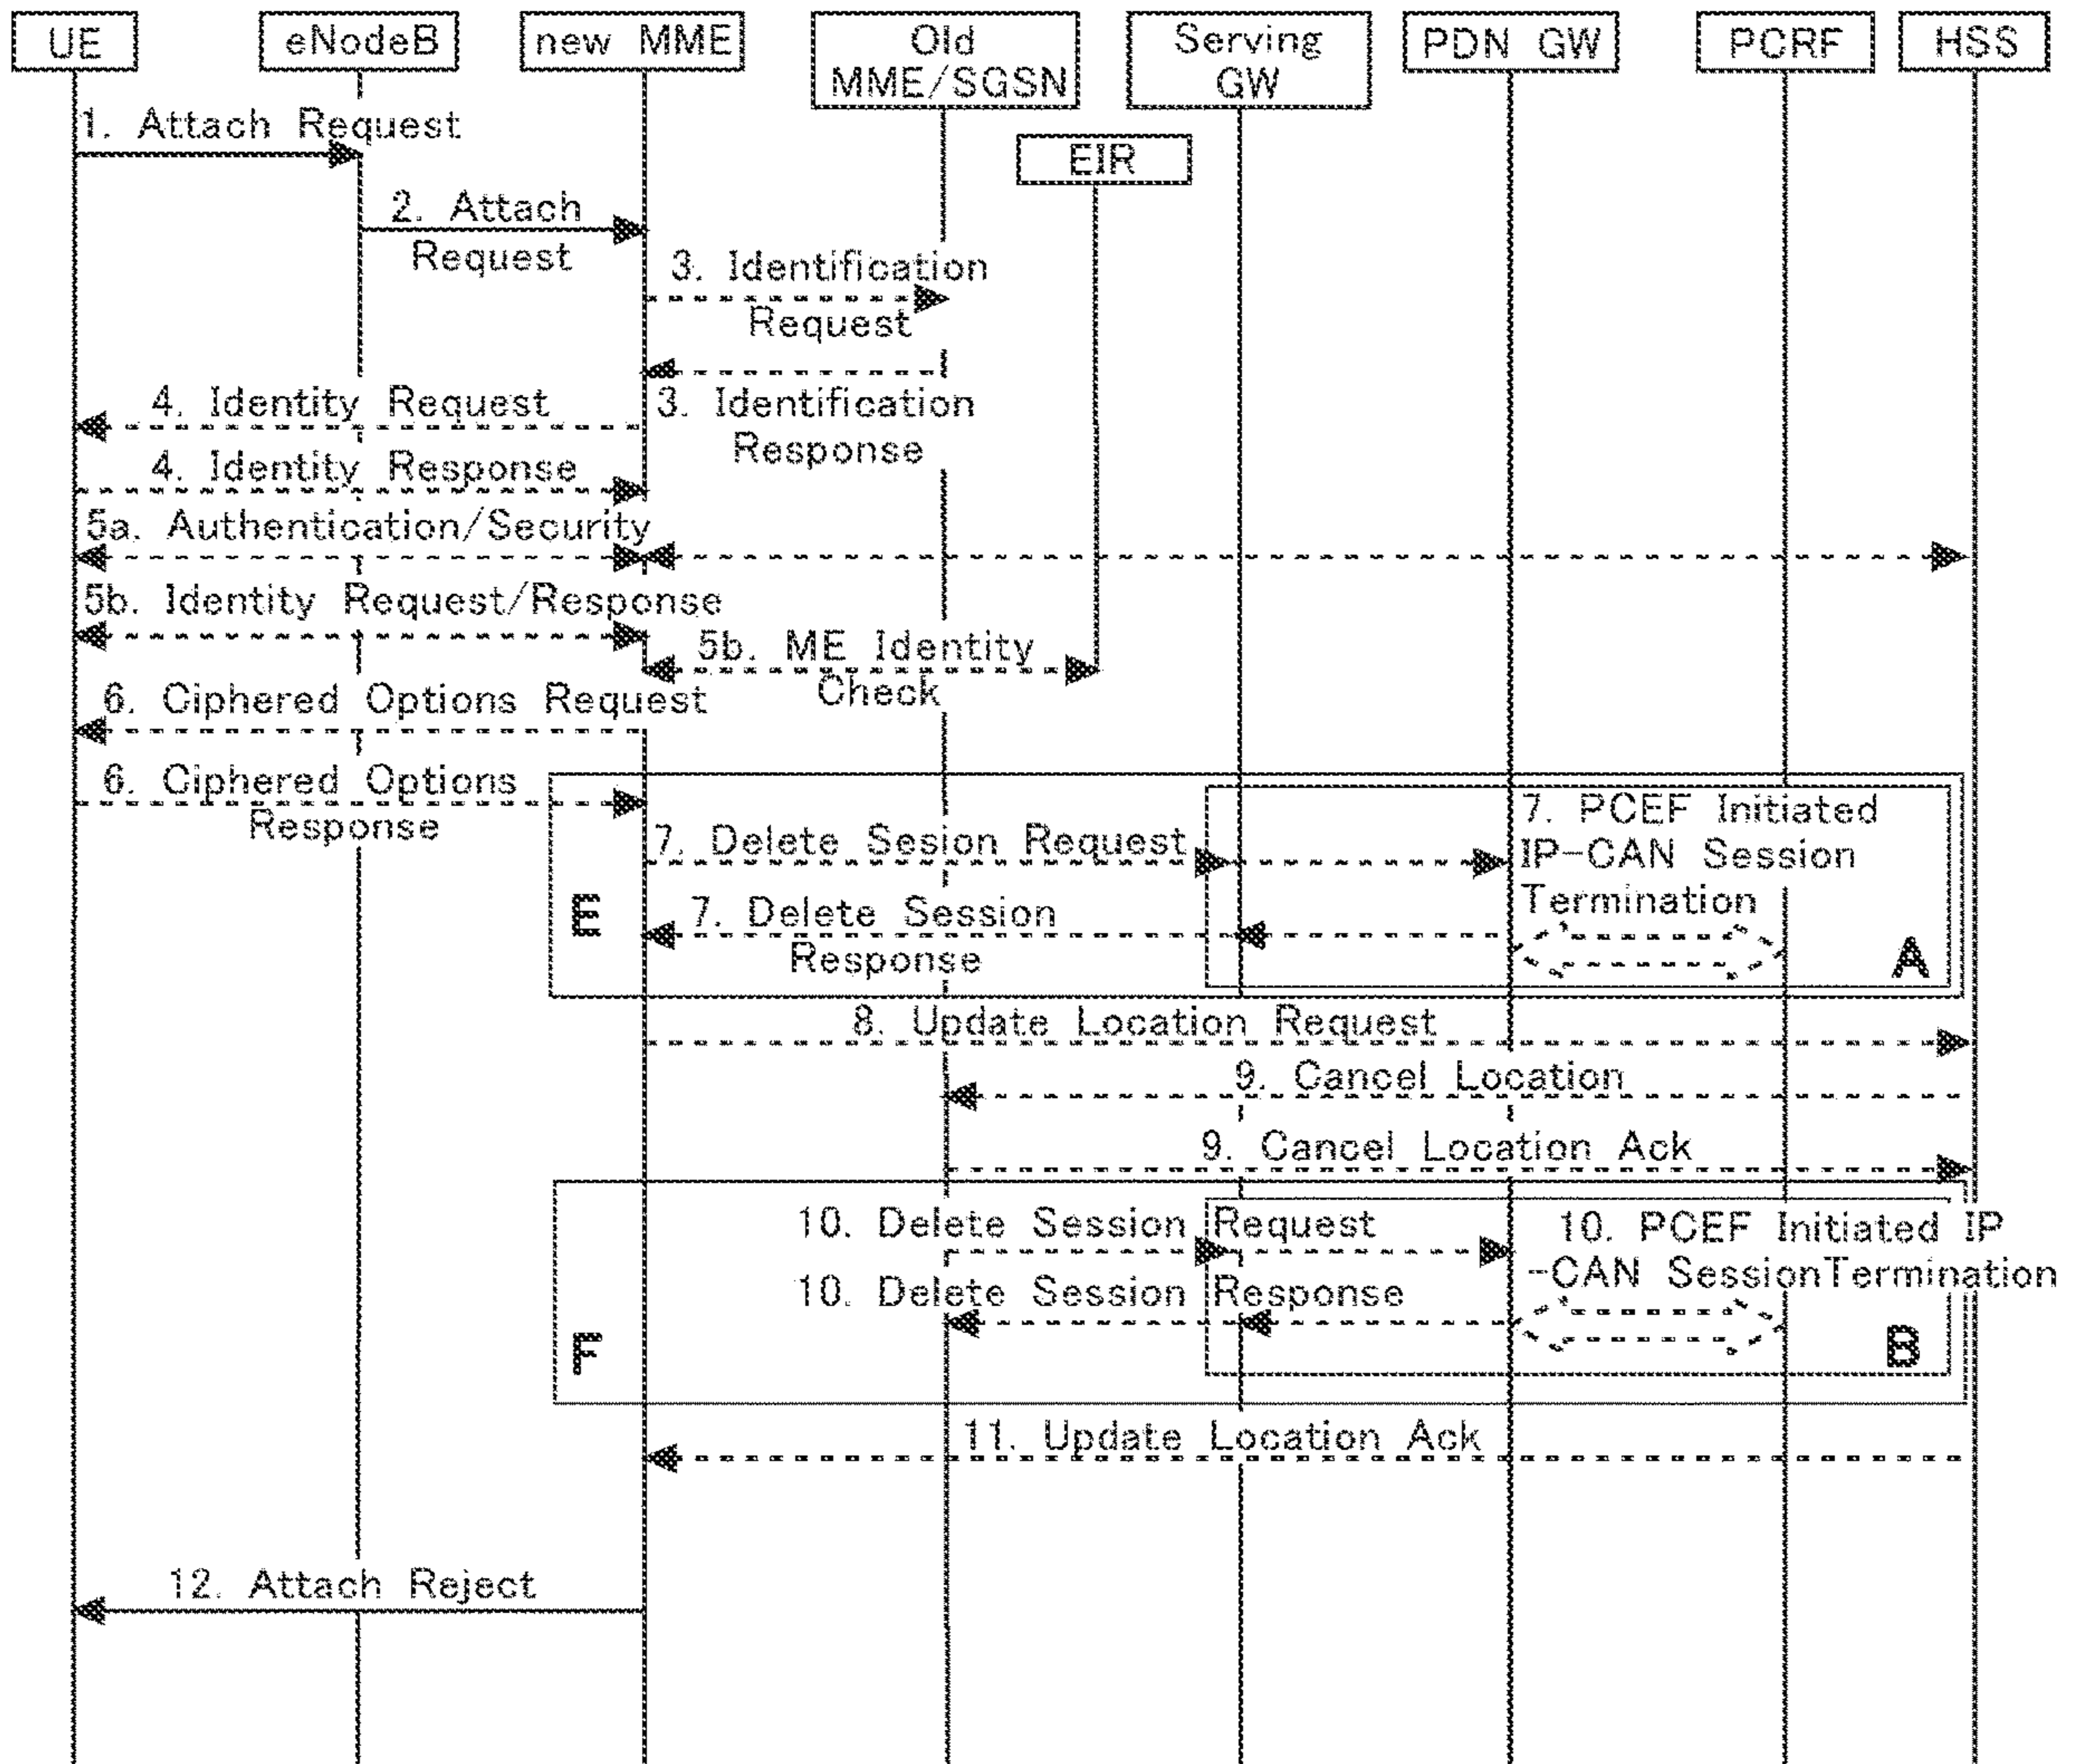 UE
eNodeB
new MME
Old
MME/SGSN
Serving
GW
PDN GW
PCRF
HSS
EIR
1. Attach Request
2. Attach
Request
3. Identification
Request
3. Identification
Response
4. Identity Request
4. Identity Response
5a. Authentication/Security
5b. Identity Request/Response
5b. ME Identity
Check
6. Ciphered Options Request
6. Ciphered Options
Response
7. Delete Sesion Request
7. PCEF Initiated
IP-CAN Session
Termination
7. Delete Session
Response
E
A
8. Update Location Request
9. Cancel Location
9. Cancel Location Ack
10. Delete Session Request
10. PCEF Initiated IP
-CAN SessionTermination
10. Delete Session Response
F
B
11. Update Location Ack
12. Attach Reject